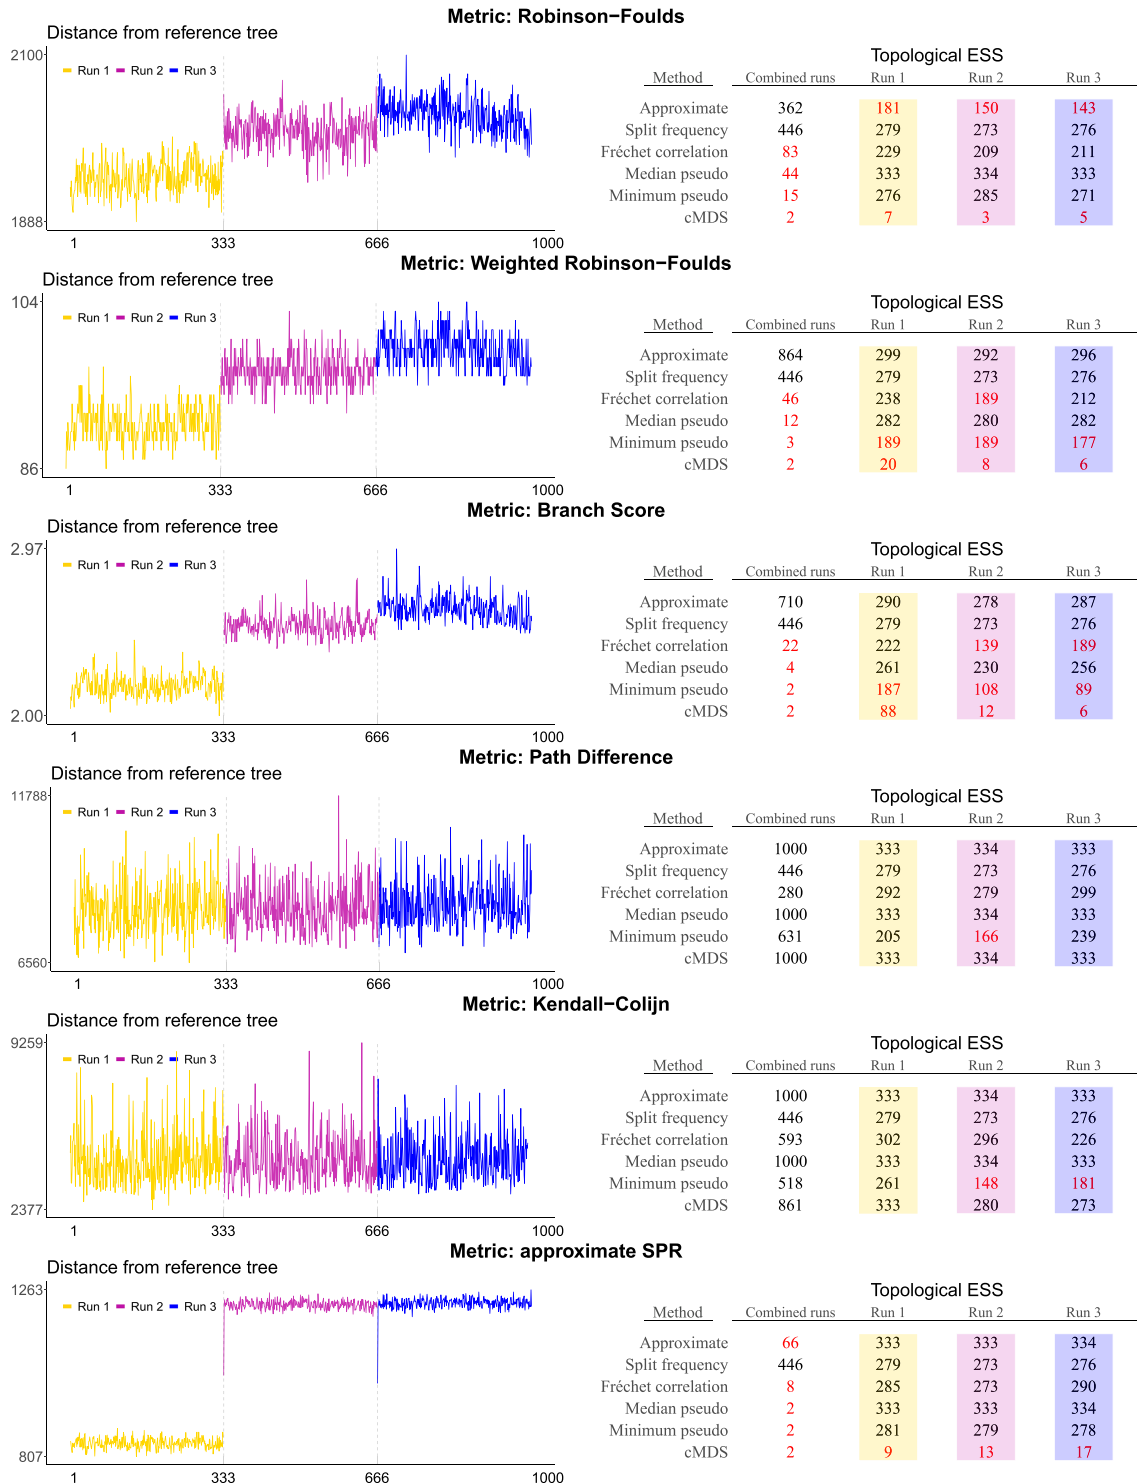 Metric: Robinson−Foulds
Distance from reference tree
2100
1888
Run 1 Run 2 Run 3
1 333 666 1000
Topological ESS
Method Combined runs Run 1 Run 2 Run 3
Approximate 362 181 150 143
Split frequency 446 279 273 276
Fréchet correlation 83 229 209 211
Median pseudo 44 333 334 333
Minimum pseudo 15 276 285 271
cMDS 2 7 3 5
Metric: Weighted Robinson−Foulds
Distance from reference tree
104
86
Run 1 Run 2 Run 3
1 333 666 1000
Topological ESS
Method Combined runs Run 1 Run 2 Run 3
Approximate 864 299 292 296
Split frequency 446 279 273 276
Fréchet correlation 46 238 189 212
Median pseudo 12 282 280 282
Minimum pseudo 3 189 189 177
cMDS 2 20 8 6
Metric: Branch Score
Distance from reference tree
2.97
2.00
Run 1 Run 2 Run 3
1 333 666 1000
Topological ESS
Method Combined runs Run 1 Run 2 Run 3
Approximate 710 290 278 287
Split frequency 446 279 273 276
Fréchet correlation 22 222 139 189
Median pseudo 4 261 230 256
Minimum pseudo 2 187 108 89
cMDS 2 88 12 6
Metric: Path Difference
Distance from reference tree
11788
6560
Run 1 Run 2 Run 3
1 333 666 1000
Topological ESS
Method Combined runs Run 1 Run 2 Run 3
Approximate 1000 333 334 333
Split frequency 446 279 273 276
Fréchet correlation 280 292 279 299
Median pseudo 1000 333 334 333
Minimum pseudo 631 205 166 239
cMDS 1000 333 334 333
Metric: Kendall−Colijn
Distance from reference tree
9259
2377
Run 1 Run 2 Run 3
1 333 666 1000
Topological ESS
Method Combined runs Run 1 Run 2 Run 3
Approximate 1000 333 334 333
Split frequency 446 279 273 276
Fréchet correlation 593 302 296 226
Median pseudo 1000 333 334 333
Minimum pseudo 518 261 148 181
cMDS 861 333 280 273
Metric: approximate SPR
Distance from reference tree
1263
807
Run 1 Run 2 Run 3
1 333 666 1000
Topological ESS
Method Combined runs Run 1 Run 2 Run 3
Approximate 66 333 333 334
Split frequency 446 279 273 276
Fréchet correlation 8 285 273 290
Median pseudo 2 333 333 334
Minimum pseudo 2 281 279 278
cMDS 2 9 13 17